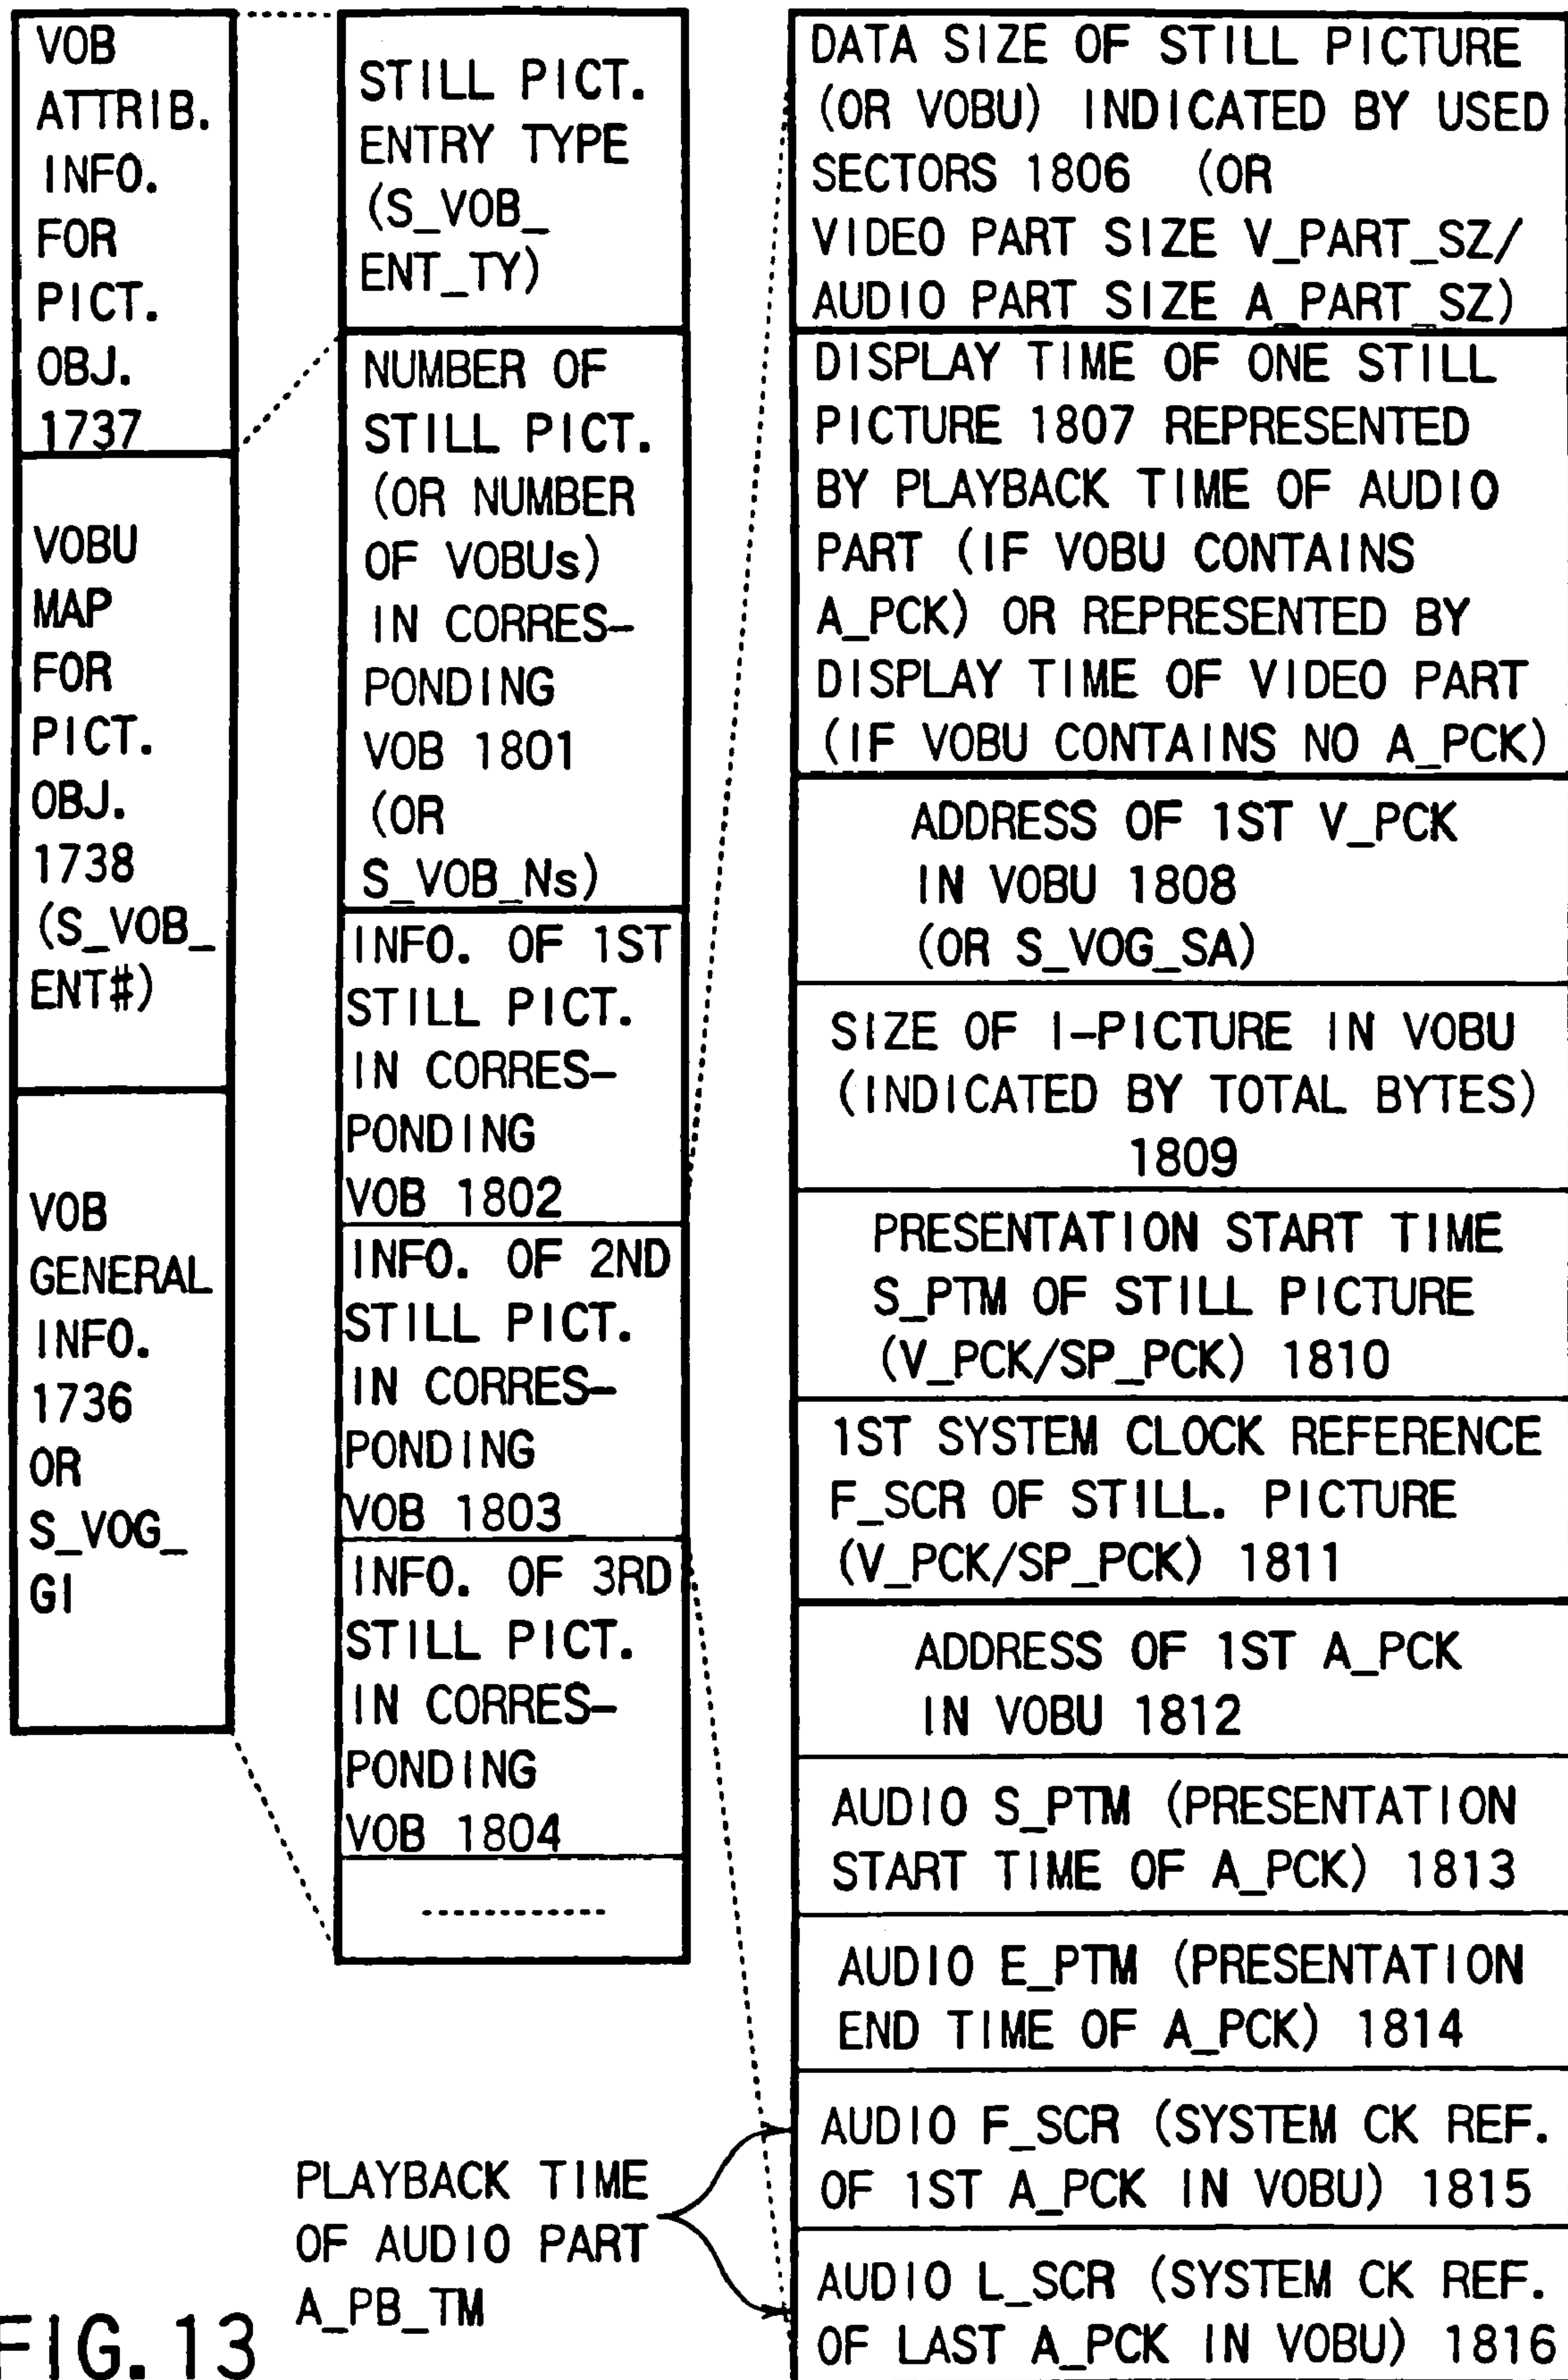 VOB
ATTRIB.
INFO.
FOR
PICT.
OBJ.
1737
VOBU
MAP
FOR
PICT.
OBJ.
1738
(S_VOB_
ENT#)
VOB
GENERAL
INFO.
1736
OR
S_VOG_
GI
STILL PICT.
ENTRY TYPE
(S_VOB_
ENT_TY)
NUMBER OF
STILL PICT.
(OR NUMBER
OF VOBUs)
IN CORRES-
PONDING
VOB 1801
(OR
S_VOB_Ns)
INFO. OF 1ST
STILL PICT.
IN CORRES-
PONDING
VOB 1802
INFO. OF 2ND
STILL PICT.
IN CORRES-
PONDING
VOB 1803
INFO. OF 3RD
STILL PICT.
IN CORRES-
PONDING
VOB 1804
DATA SIZE OF STILL PICTURE
(OR VOBU) INDICATED BY USED
SECTORS 1806 (OR
VIDEO PART SIZE V_PART_SZ/
AUDIO PART SIZE A_PART_SZ)
DISPLAY TIME OF ONE STILL
PICTURE 1807 REPRESENTED
BY PLAYBACK TIME OF AUDIO
PART (IF VOBU CONTAINS
A_PCK) OR REPRESENTED BY
DISPLAY TIME OF VIDEO PART
(IF VOBU CONTAINS NO A_PCK)
ADDRESS OF 1ST V_PCK
IN VOBU 1808
(OR S_VOG_SA)
SIZE OF I-PICTURE IN VOBU
(INDICATED BY TOTAL BYTES)
1809
PRESENTATION START TIME
S_PTM OF STILL PICTURE
(V_PCK/SP_PCK) 1810
1ST SYSTEM CLOCK REFERENCE
F_SCR OF STILL. PICTURE
(V_PCK/SP_PCK) 1811
ADDRESS OF 1ST A_PCK
IN VOBU 1812
AUDIO S_PTM (PRESENTATION
START TIME OF A_PCK) 1813
AUDIO E_PTM (PRESENTATION
END TIME OF A_PCK) 1814
AUDIO F_SCR (SYSTEM CK REF.
OF 1ST A_PCK IN VOBU) 1815
AUDIO L_SCR (SYSTEM CK REF.
OF LAST A_PCK IN VOBU) 1816
PLAYBACK TIME
OF AUDIO PART
A_PB_TM
FIG. 13